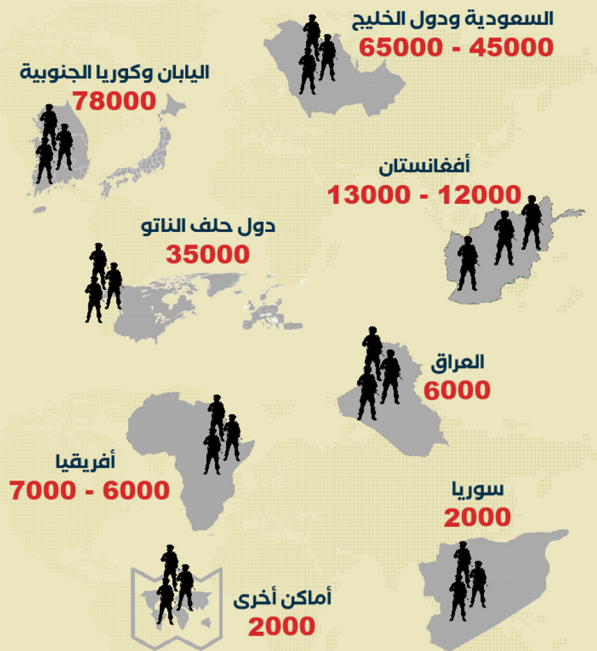 السعودية ودول الخليج
65000 - 45000
اليابان وكوريا الجنوبية
78000
أفغانستان
13000 - 12000
دول حلف الناتو
35000
العراق
6000
أفريقيا
7000 - 6000
سوريا
2000
أماكن أخرى
2000